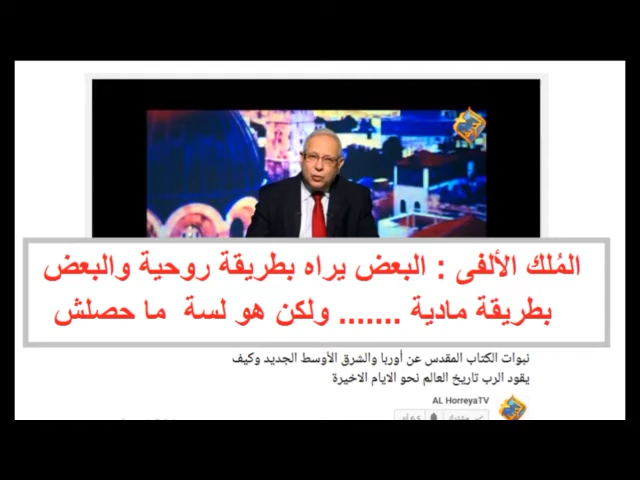 المُلك الألفى : البعض يراه بطريقة روحية والبعض
بطريقة مادية ....... ولكن هو لسة ما حصلش
نبوات الكتاب المقدس عن أوربا والشرق الأوسط الجديد وكيف
يقود الرب تاريخ العالم نحو الايام الاخيرة
AL HorreyaTV